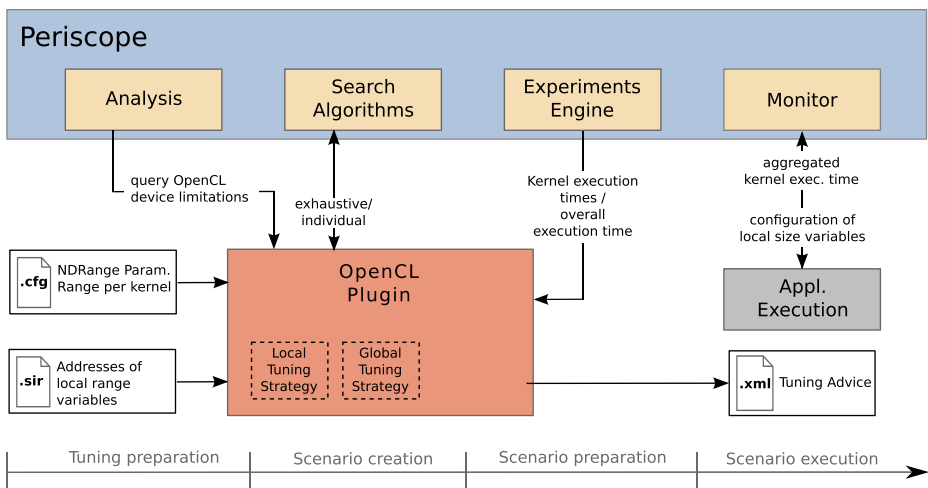 Periscope
Analysis
Search
Algorithms
Experiments
Engine
Monitor
query OpenCL
device limitations
exhaustive/
individual
Kernel execution
times /
overall
execution time
aggregated
kernel exec. time
configuration of
local size variables
.cfg
NDRange Param.
Range per kernel
OpenCL
Plugin
Appl.
Execution
.sir
Addresses of
local range
variables
Local
Tuning
Strategy
Global
Tuning
Strategy
.xml
Tuning Advice
Tuning preparation
Scenario creation
Scenario preparation
Scenario execution